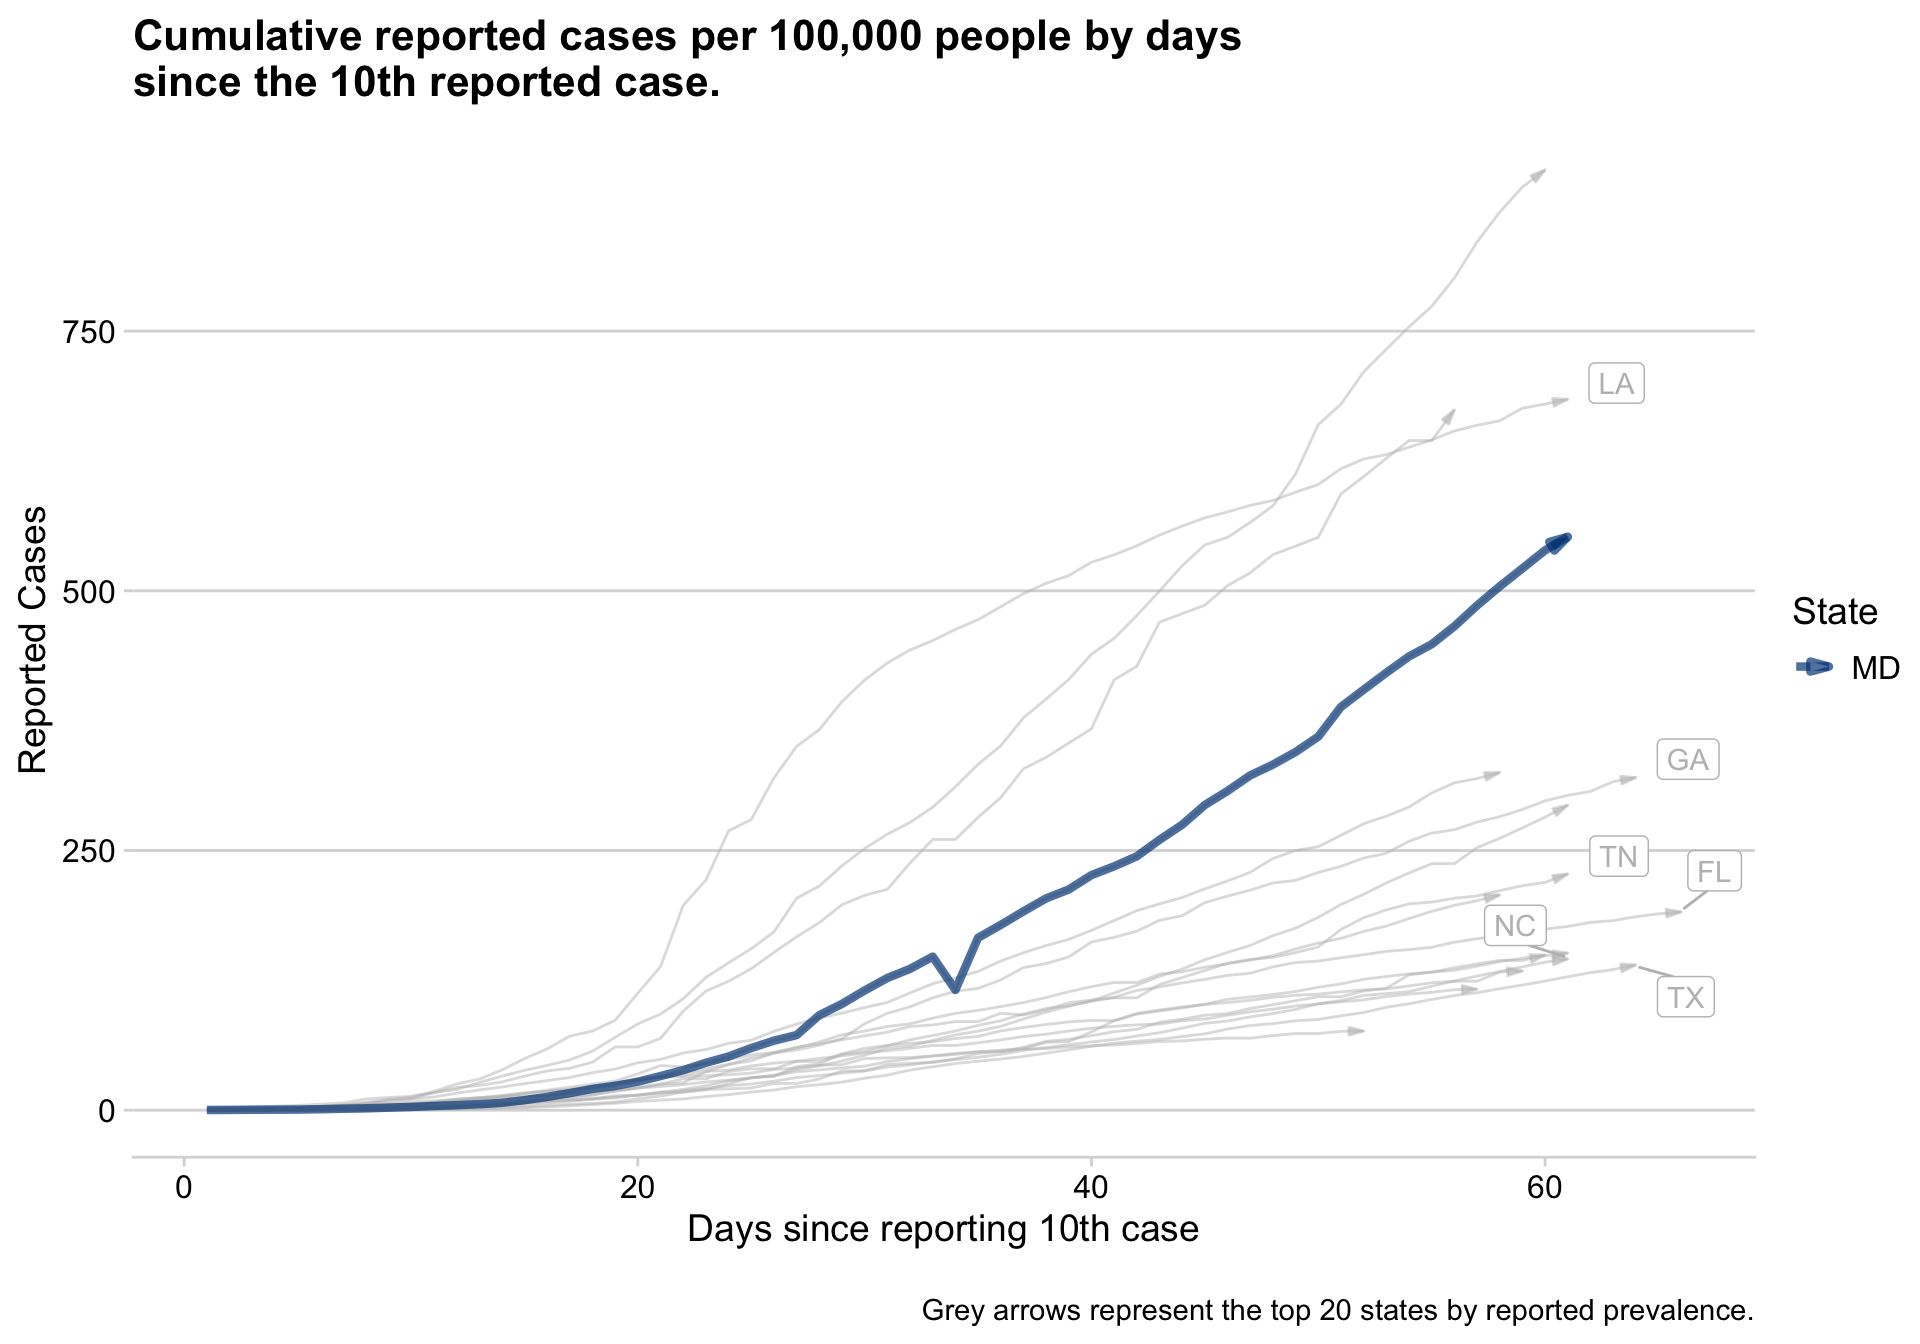 Cumulative reported cases per 100,000 people by days
since the 10th reported case.
Reported Cases
750
500
250
0
LA
GA
TN
FL
NC
TX
State
MD
0
20
40
60
Days since reporting 10th case
Grey arrows represent the top 20 states by reported prevalence.